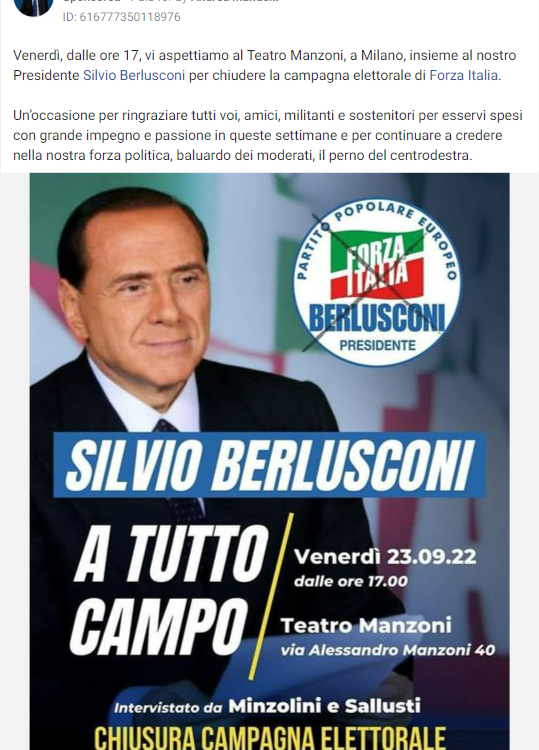 ID: 616777350118976
Venerdì, dalle ore 17, vi aspettiamo al Teatro Manzoni, a Milano, insieme al nostro
Presidente Silvio Berlusconi per chiudere la campagna elettorale di Forza Italia.
Un'occasione per ringraziare tutti voi, amici, militanti e sostenitori per esservi spesi
con grande impegno e passione in queste settimane e per continuare a credere
nella nostra forza politica, baluardo dei moderati, il perno del centrodestra.
PARTITO POPOLARE EUROPEO
FORZA
ITALIA
BERLUSCONI
PRESIDENTE
SILVIO BERLUSCONI
A TUTTO
CAMPO
Venerdì 23.09.22
dalle ore 17.00
Teatro Manzoni
via Alessandro Manzoni 40
Intervistato da Minzolini e Sallusti
CHIUSURA CAMPAGNA ELETTORALE